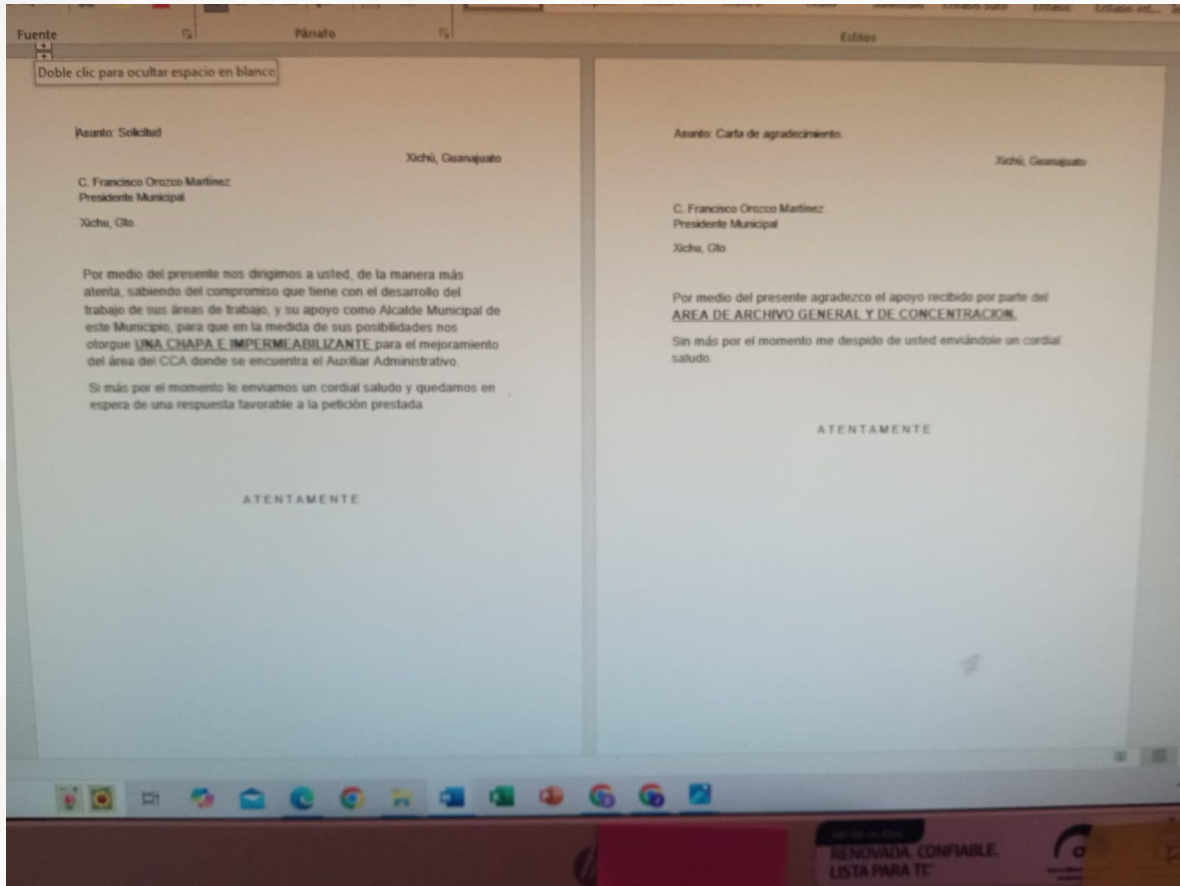 Fuente
Párrafo
Estilos
Doble clic para ocultar espacio en blanco
Asunto: Solicitud
Xichú, Guanajuato
C. Francisco Orozco Martínez
Presidente Municipal
Xichu, Gto.
Por medio del presente nos dirigimos a usted, de la manera más
atenta, sabiendo del compromiso que tiene con el desarrollo del
trabajo de sus áreas de trabajo, y su apoyo como Alcalde Municipal de
este Municipio, para que en la medida de sus posibilidades nos
otorgue UNA CHAPA E IMPERMEABILIZANTE para el mejoramiento
del área del CCA donde se encuentra el Auxiliar Administrativo.
Si más por el momento le enviamos un cordial saludo y quedamos en
espera de una respuesta favorable a la petición prestada.
ATENTAMENTE
Asunto: Carta de agradecimiento.
Xichú, Guanajuato
C. Francisco Orozco Martínez
Presidente Municipal
Xichu, Gto.
Por medio del presente agradezco el apoyo recibido por parte del
AREA DE ARCHIVO GENERAL Y DE CONCENTRACION.
Sin más por el momento me despido de usted enviándole un cordial
saludo
ATENTAMENTE
RENOVADA. CONFIABLE.
LISTA PARA TI.